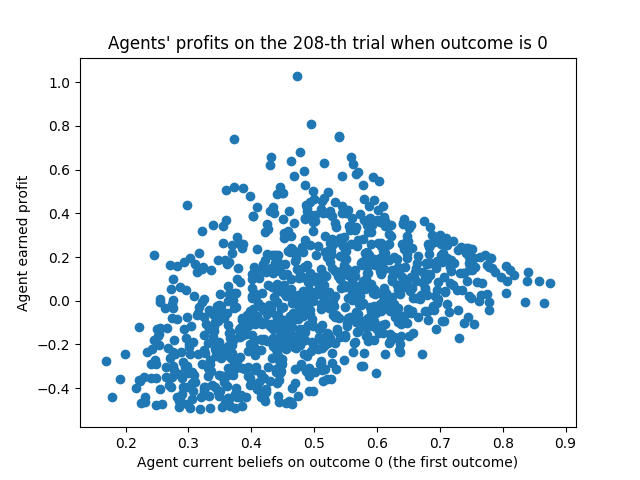 Agents' profits on the 208-th trial when outcome is 0
1.0
0.8
0.6
0.4
0.2
0.0
−0.2
−0.4
Agent earned profit
0.2 0.3 0.4 0.5 0.6 0.7 0.8 0.9
Agent current beliefs on outcome 0 (the first outcome)